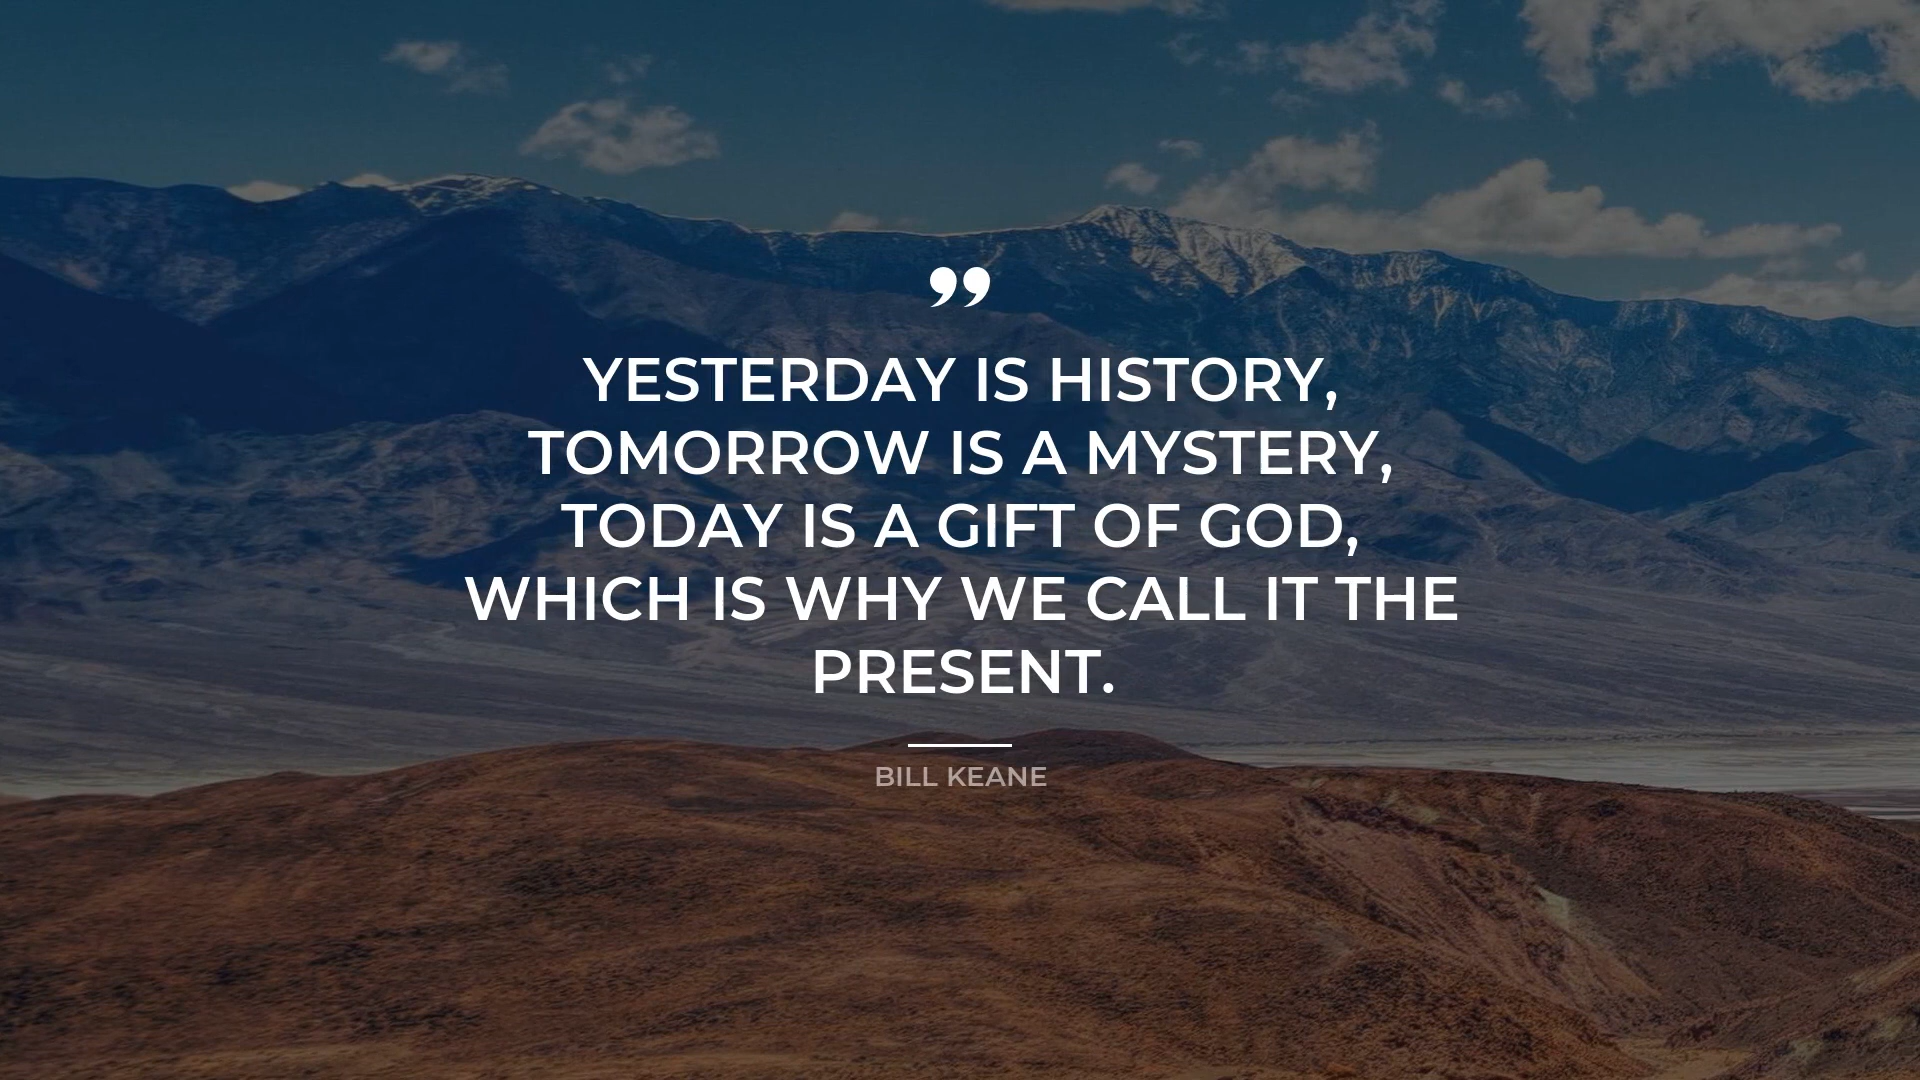 ”
YESTERDAY IS HISTORY,
TOMORROW IS A MYSTERY,
TODAY IS A GIFT OF GOD,
WHICH IS WHY WE CALL IT THE
PRESENT.
BILL KEANE